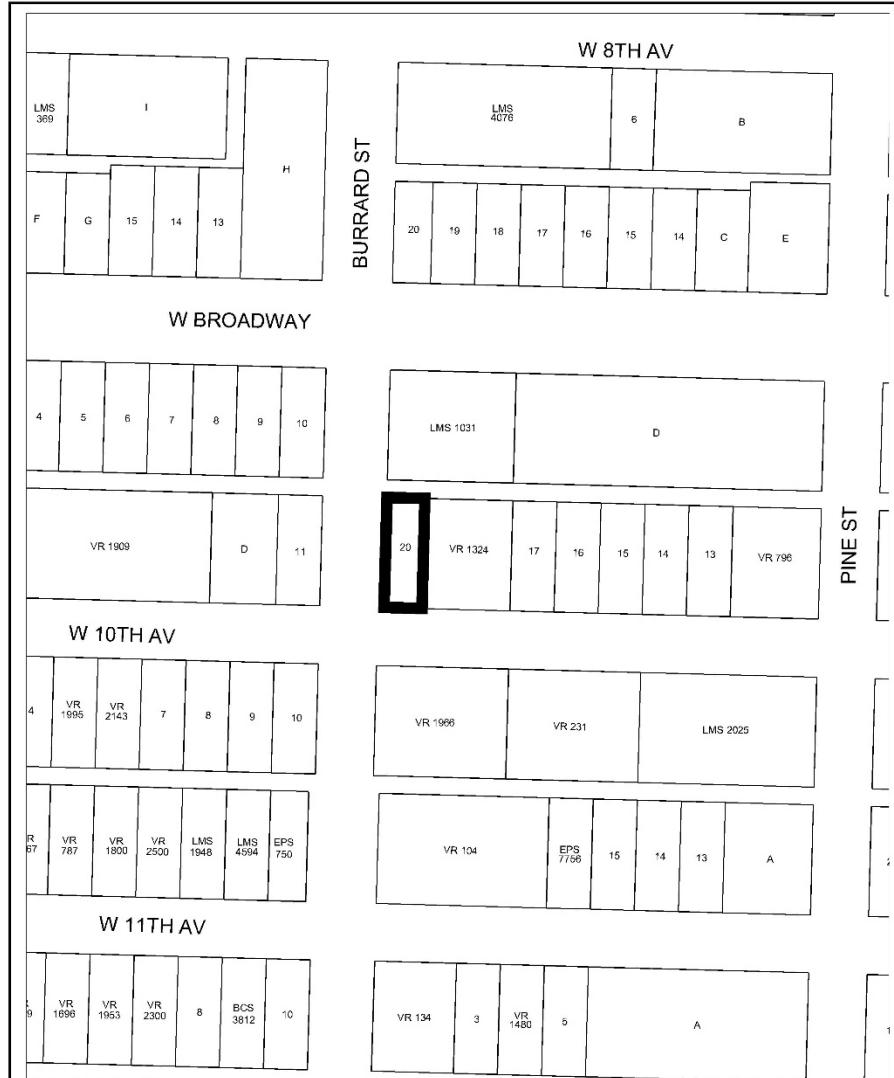 W 8TH AV
LMS
369
I
H
LMS
4076
6
B
F
G
15
14
13
BURRARD ST
20
19
18
17
16
15
14
C
E
W BROADWAY
4
5
6
7
8
9
10
LMS 1031
D
VR 1909
D
11
20
VR 1324
17
16
15
14
13
VR 796
PINE ST
W 10TH AV
4
VR
1995
VR
2143
7
8
9
10
VR 1966
VR 231
LMS 2025
67
VR
787
VR
1800
VR
2500
LMS
1948
LMS
4594
EPS
750
VR 104
EPS
7756
15
14
13
A
W 11TH AV
9
VR
1696
VR
1953
VR
2300
8
BCS
3812
10
VR 134
3
VR
1480
5
A